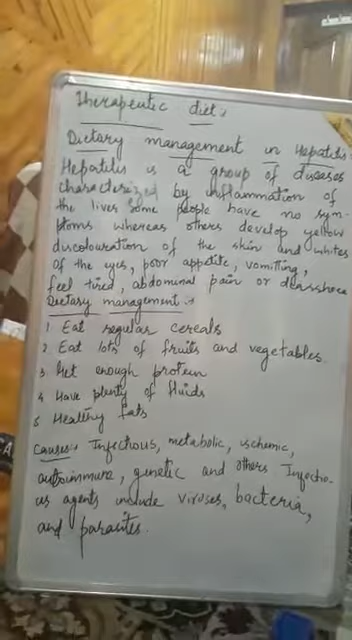 Therapeutic diet :
Dietary management in Hepatitis
Hepatitis is a group of diseases
characterized by inflammation of
the lives some people have no sym-
ptoms whereas others develop yellow
discolouration of the skin and whites
of the eyes, poor appetite, vomitting,
feel tired, abdominal pain or diarrhoea
Dietary management :
1 Eat regular cereals
2 Eat lots of fruits and vegetables
3 Get enough protein
4 Have plenty of fluids
5 Healthy fats
Causes : Infectious, metabolic, ischemic,
autoimmune, genetic and others Infectio-
us agents include viroses, bacteria,
and parasites.